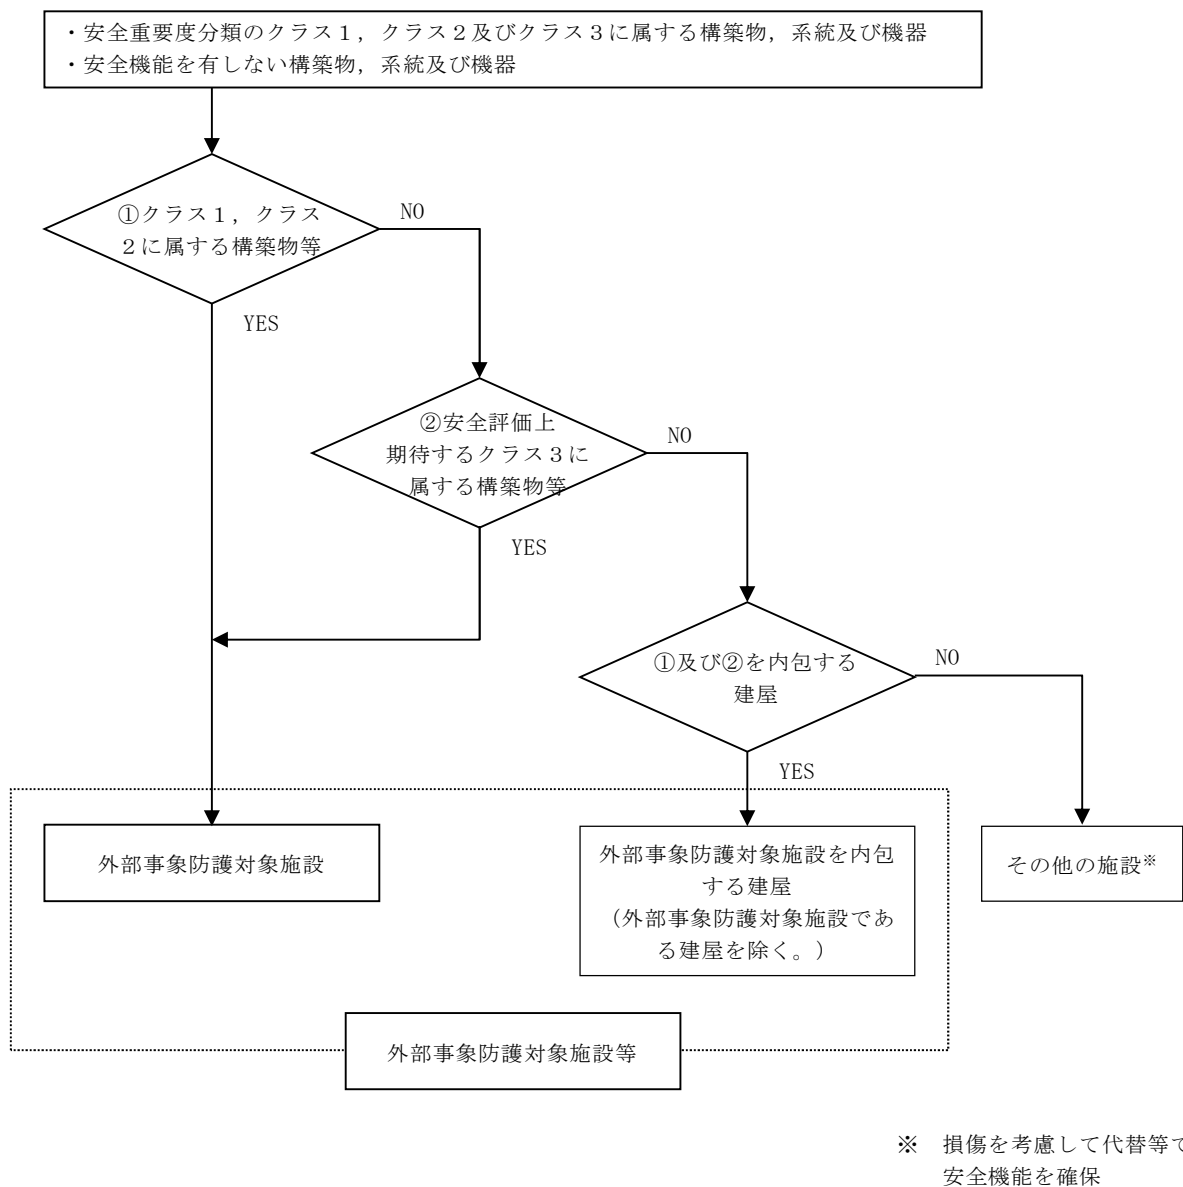 ・安全重要度分類のクラス１，クラス２及びクラス３に属する構築物，系統及び機器
・安全機能を有しない構築物，系統及び機器
①クラス１，クラス
２に属する構築物等
NO
YES
②安全評価上
期待するクラス３に
属する構築物等
NO
YES
①及び②を内包する
建屋
NO
YES
外部事象防護対象施設
外部事象防護対象施設を内包
する建屋
（外部事象防護対象施設であ
る建屋を除く。）
その他の施設※
外部事象防護対象施設等
※　損傷を考慮して代替等で
安全機能を確保